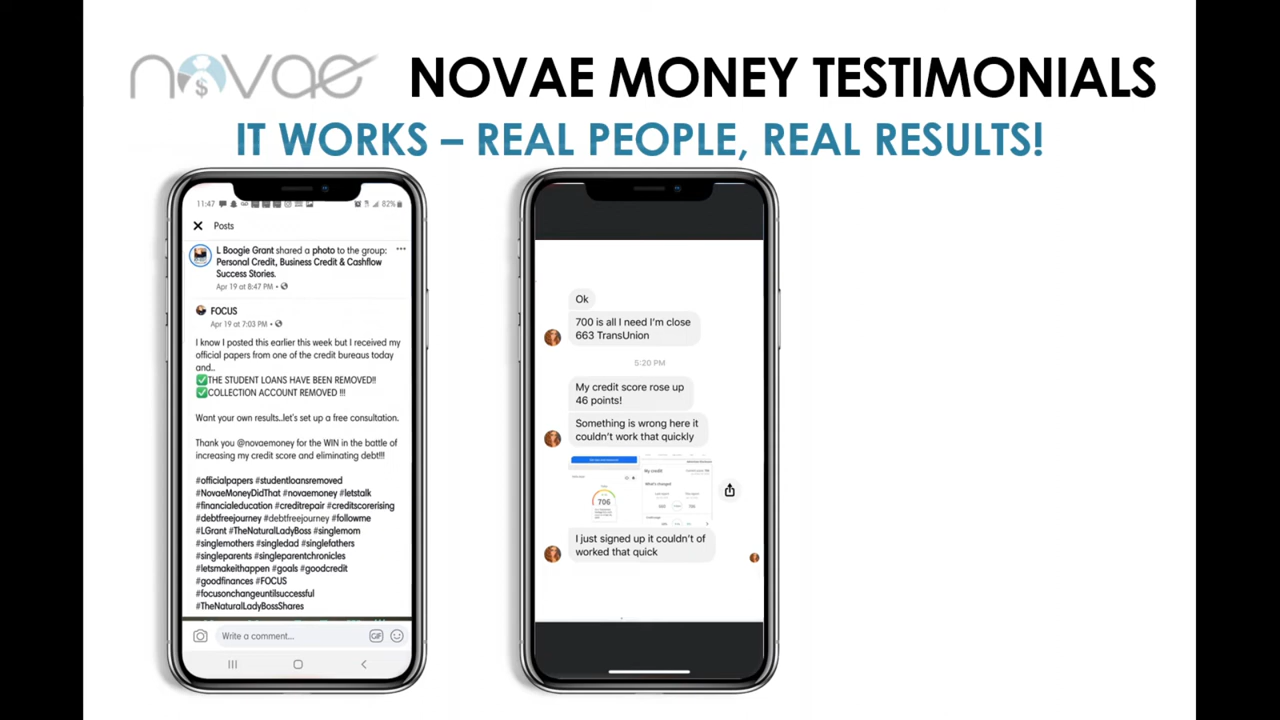 novae
NOVAE MONEY TESTIMONIALS
IT WORKS – REAL PEOPLE, REAL RESULTS!
11:47
82%
Posts
L Boogie Grant shared a photo to the group:
Personal Credit, Business Credit & Cashflow
Success Stories.
Apr 19 at 8:47 PM •
FOCUS
Apr 19 at 7:03 PM •
I know I posted this earlier this week but I received my
official papers from one of the credit bureaus today
and..
✅THE STUDENT LOANS HAVE BEEN REMOVED!!
✅COLLECTION ACCOUNT REMOVED !!!
Want your own results..let's set up a free consultation.
Thank you @novaemoney for the WIN in the battle of
increasing my credit score and eliminating debt!!!
#officialpapers #studentloansremoved
#NovaeMoneyDidThat #novaemoney #letstalk
#financialeducation #creditrepair #creditscorerising
#debtfreejourney #debtfreejourney #followme
#LGrant #TheNaturalLadyBoss #singlemom
#singlemothers #singledad #singlefathers
#singleparents #singleparentchronicles
#letsmakeithappen #goals #goodcredit
#goodfinances #FOCUS
#focusonchangeuntilsuccessful
#TheNaturalLadyBossShares
Write a comment...
GIF
Ok
700 is all I need I'm close
663 TransUnion
5:20 PM
My credit score rose up
46 points!
Something is wrong here it
couldn't work that quickly
My credit
What's changed
706
I just signed up it couldn't of
worked that quick